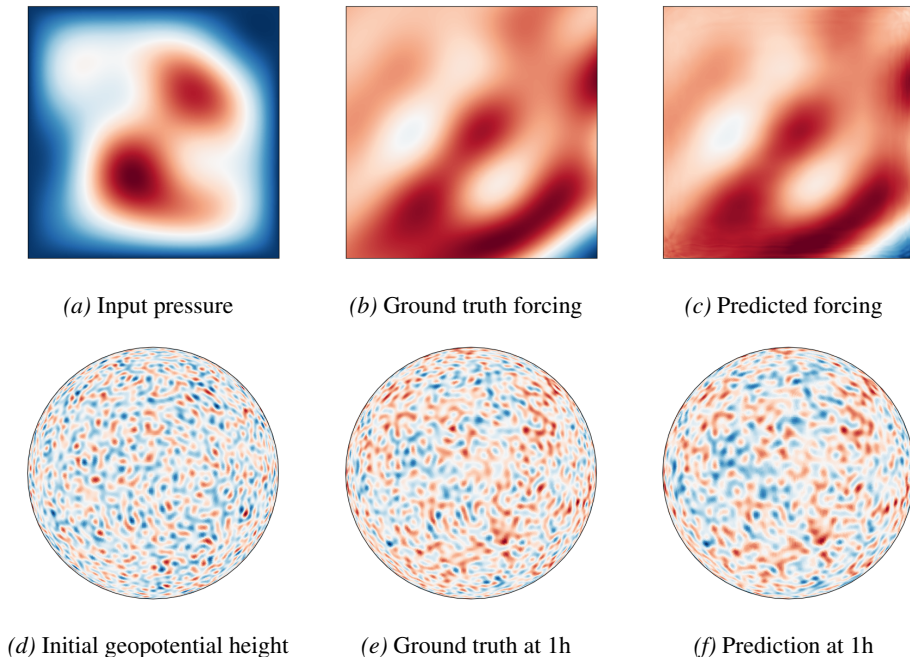 (a) Input pressure
(b) Ground truth forcing
(c) Predicted forcing
(d) Initial geopotential height
(e) Ground truth at 1h
(f) Prediction at 1h